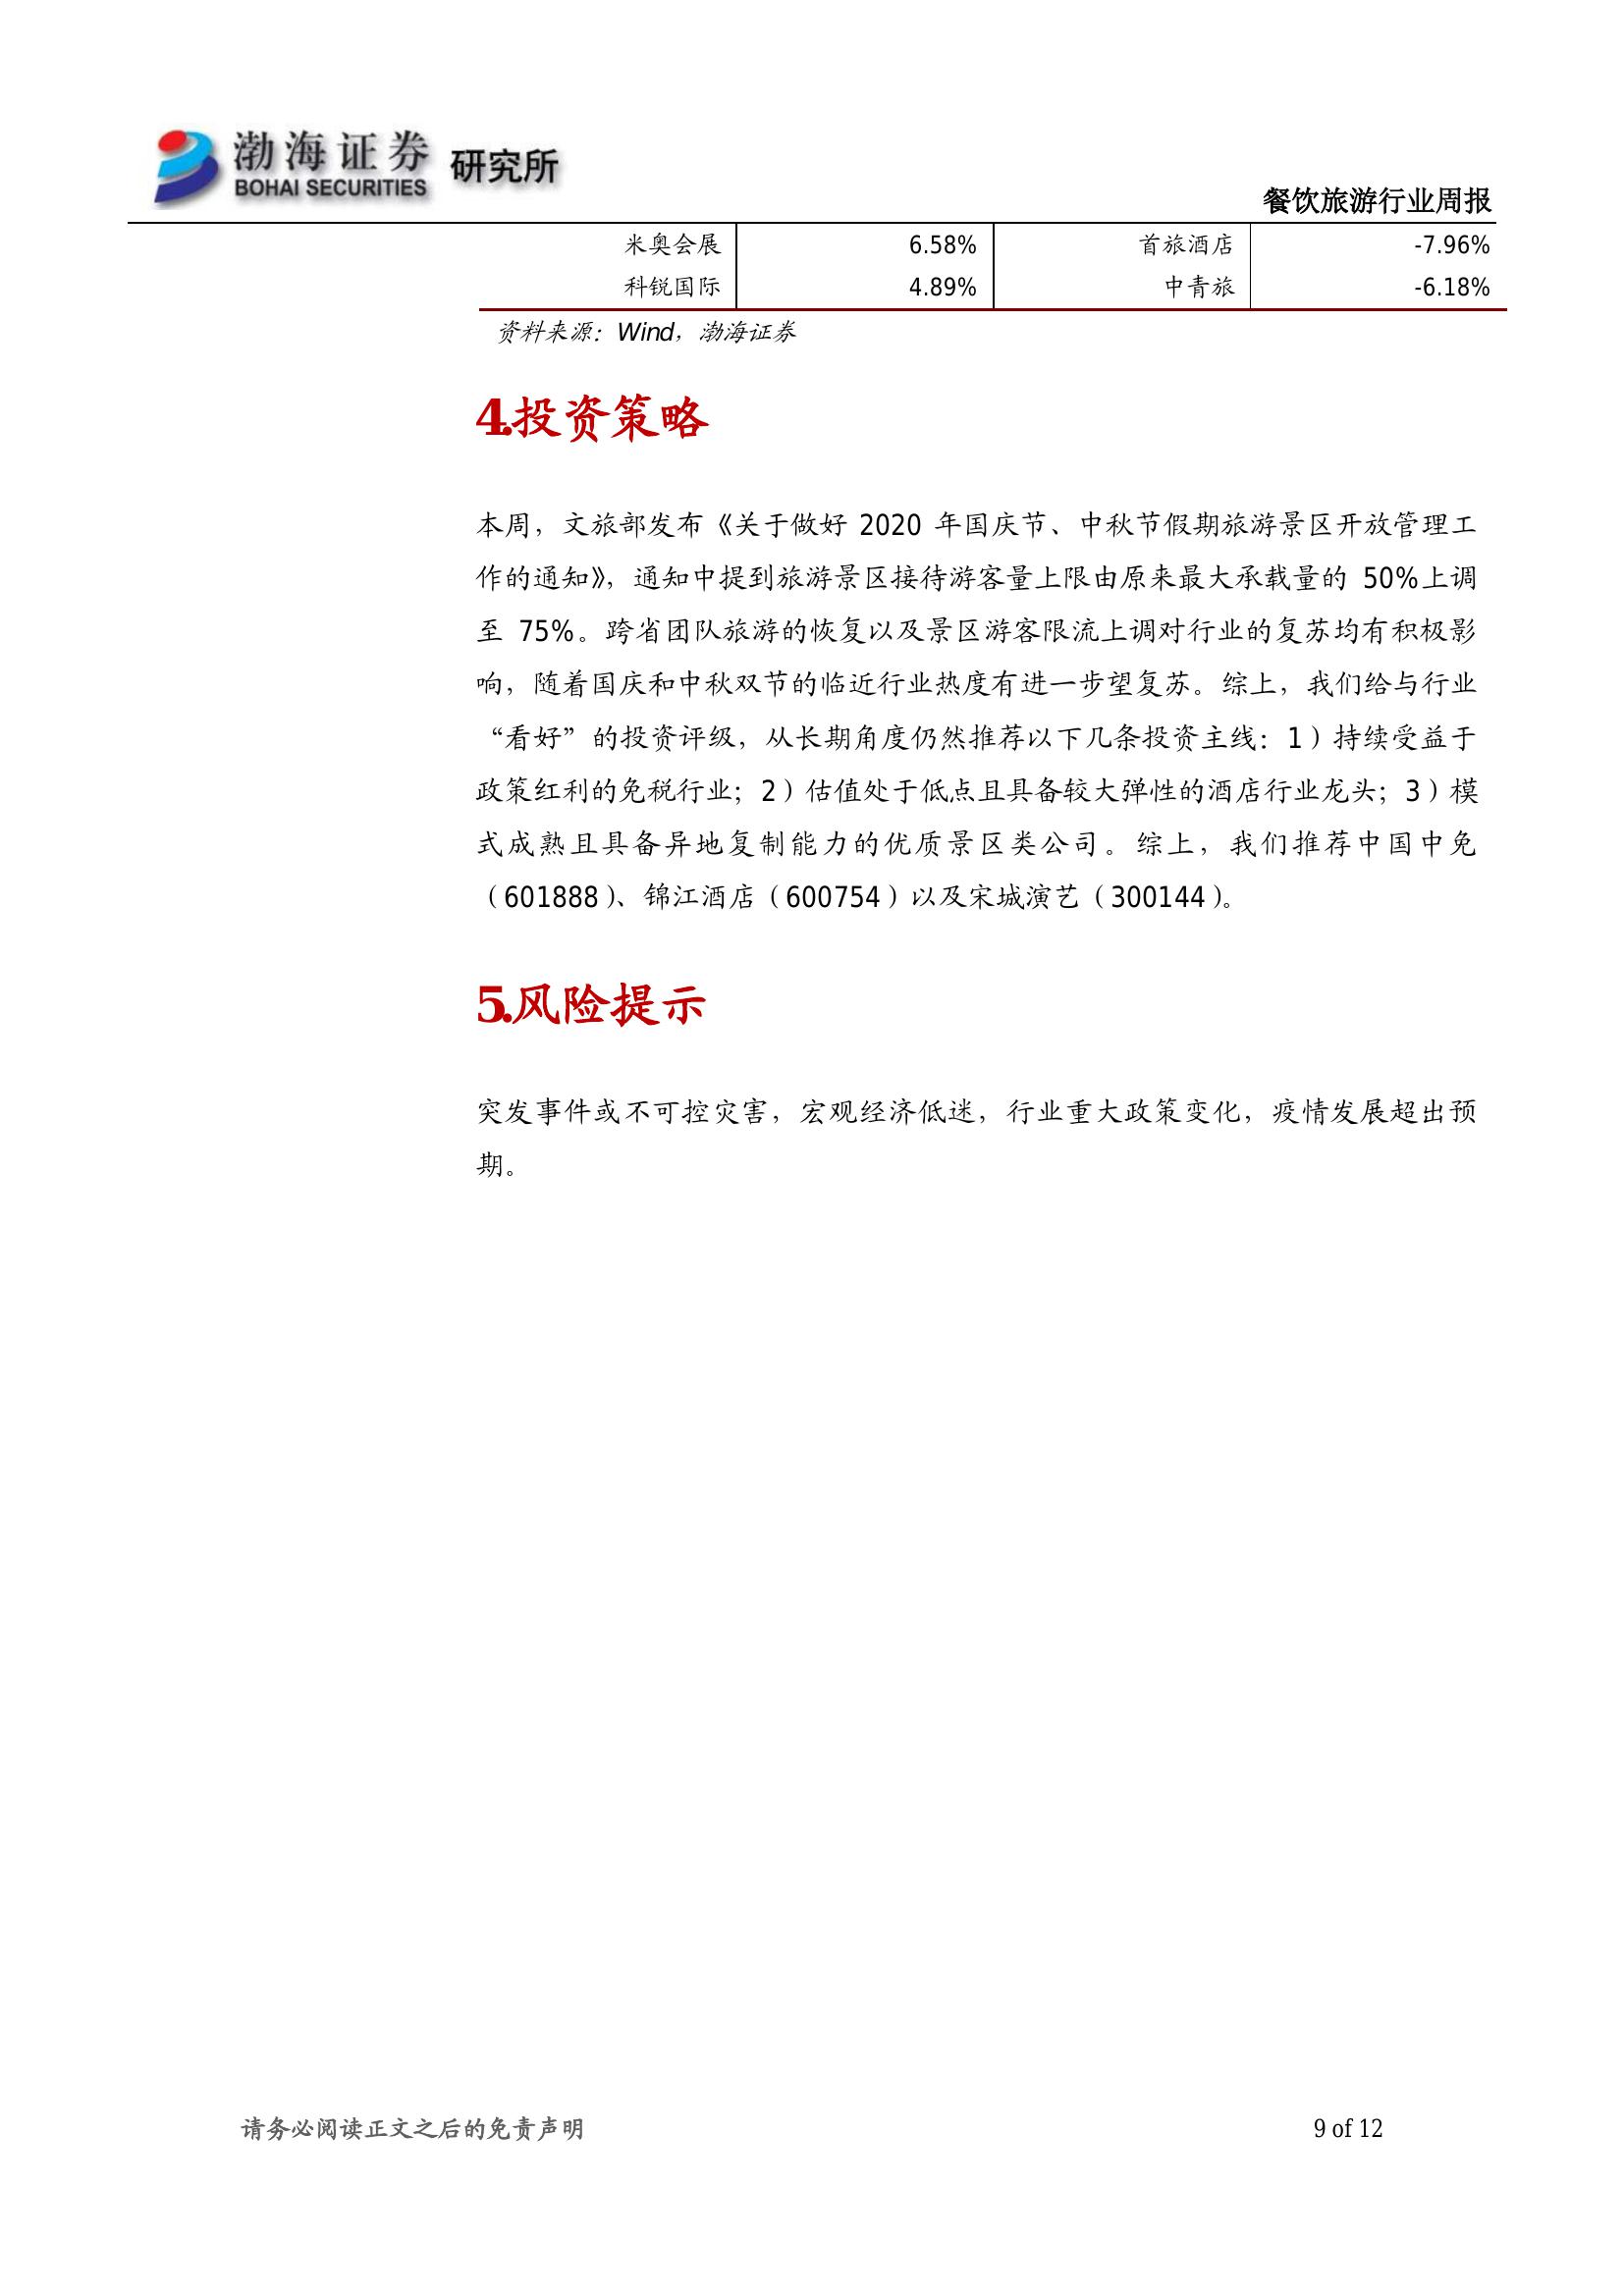 渤海证券 研究所
BOHAI SECURITIES
餐饮旅游行业周报
米奥会展 6.58% 首旅酒店 -7.96%
科锐国际 4.89% 中青旅 -6.18%
资料来源：Wind，渤海证券
4.投资策略
本周，文旅部发布《关于做好 2020 年国庆节、中秋节假期旅游景区开放管理工
作的通知》，通知中提到旅游景区接待游客量上限由原来最大承载量的 50%上调
至 75%。跨省团队旅游的恢复以及景区游客限流上调对行业的复苏均有积极影
响，随着国庆和中秋双节的临近行业热度有进一步望复苏。综上，我们给与行业
“看好”的投资评级，从长期角度仍然推荐以下几条投资主线：1）持续受益于
政策红利的免税行业；2）估值处于低点且具备较大弹性的酒店行业龙头；3）模
式成熟且具备异地复制能力的优质景区类公司。综上，我们推荐中国中免
（601888）、锦江酒店（600754）以及宋城演艺（300144）。
5.风险提示
突发事件或不可控灾害，宏观经济低迷，行业重大政策变化，疫情发展超出预
期。
请务必阅读正文之后的免责声明 9 of 12